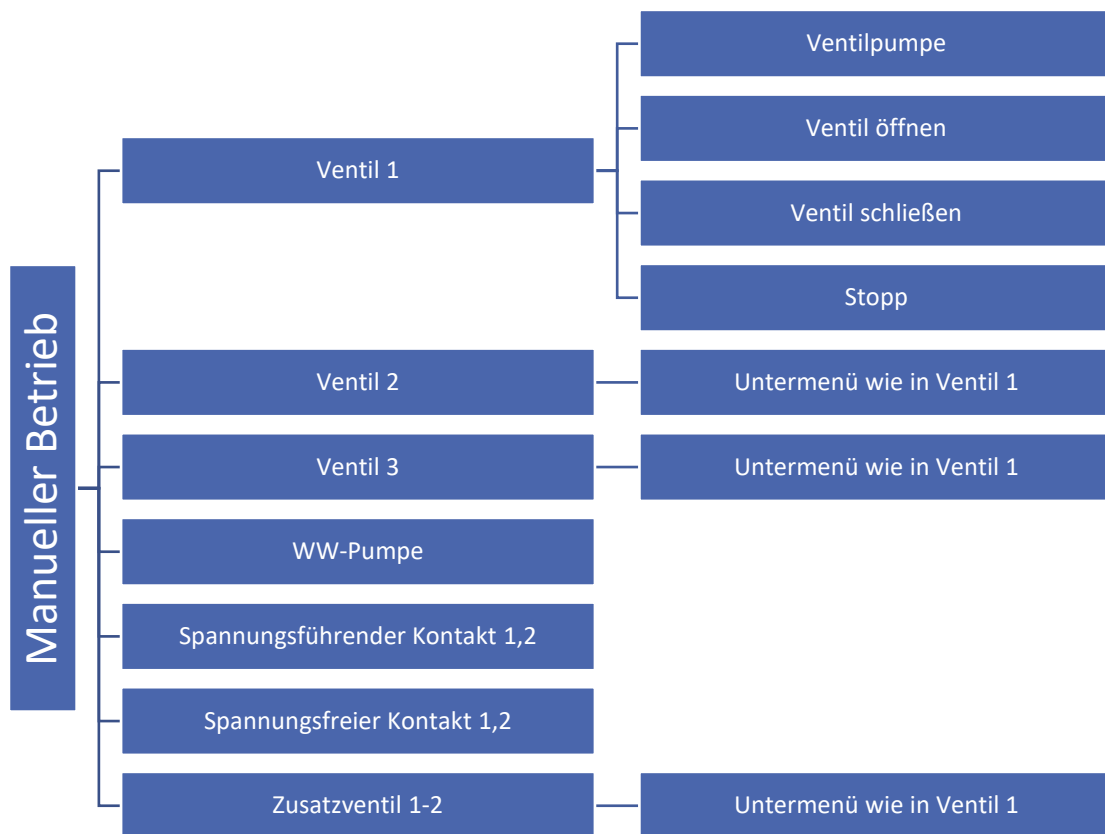 Manueller Betrieb
Ventil 1
Ventilpumpe
Ventil öffnen
Ventil schließen
Stopp
Ventil 2
Untermenü wie in Ventil 1
Ventil 3
Untermenü wie in Ventil 1
WW-Pumpe
Spannungsführender Kontakt 1,2
Spannungsfreier Kontakt 1,2
Zusatzventil 1-2
Untermenü wie in Ventil 1